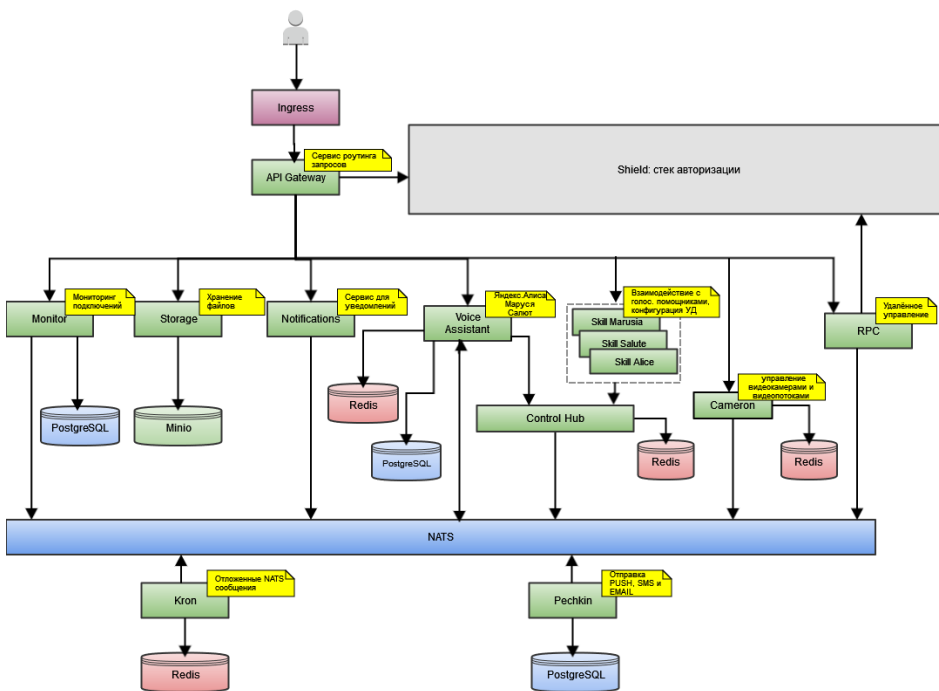 Ingress
Сервис роутинга
запросов
API Gateway
Shield: стек авторизации
Мониторинг
подключений
Monitor
Хранение
файлов
Storage
Сервис для
уведомлений
Notifications
Яндекс.Алиса
Маруся
Салют
Voice
Assistant
Взаимодействие с
голос. помощниками,
конфигурация УД
Skill Marusia
Skill Salute
Skill Alice
Удалённое
управление
RPC
управление
видеокамерами и
видеопотоками
Cameron
Redis
Control Hub
PostgreSQL
Minio
PostgreSQL
Redis
Redis
NATS
Отложенные NATS
сообщения
Kron
Отправка
PUSH, SMS и
EMAIL
Pechkin
Redis
PostgreSQL